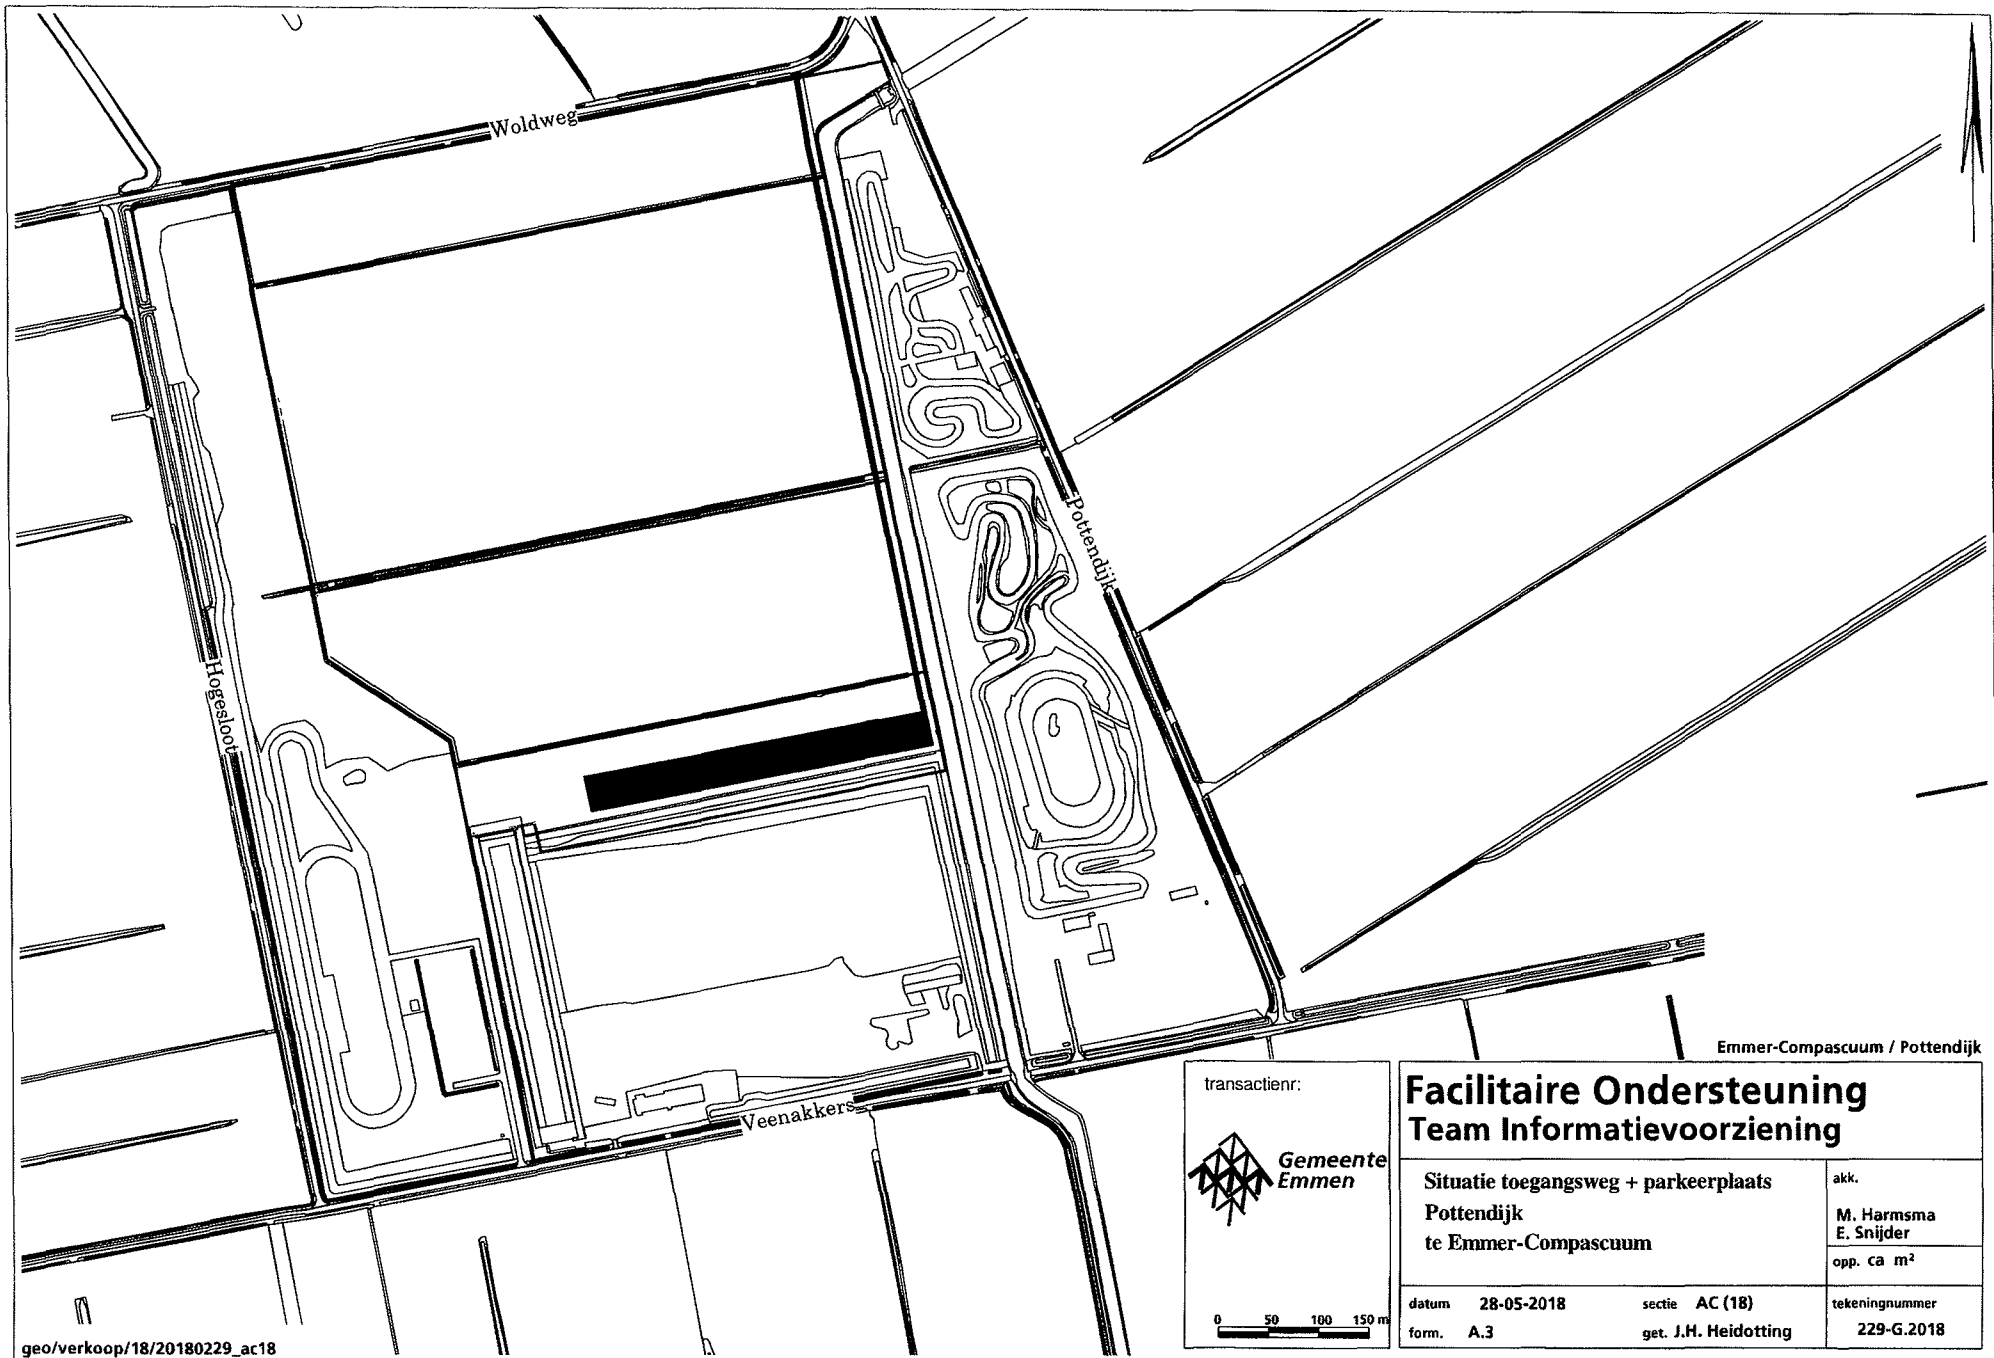 Woldweg
Pottendijk
Hogesloot
Veenakkers
Emmer-Compascuum / Pottendijk
transactienr:
Gemeente
Emmen
0 50 100 150 m
Facilitaire Ondersteuning
Team Informatievoorziening
Situatie toegangsweg + parkeerplaats
Pottendijk
te Emmer-Compascuum
akk.
M. Harmsma
E. Snijder
opp. ca m²
datum 28-05-2018 sectie AC (18)
form. A.3 get. J.H. Heidotting
tekeningnummer
229-G.2018
geo/verkoop/18/20180229_ac18